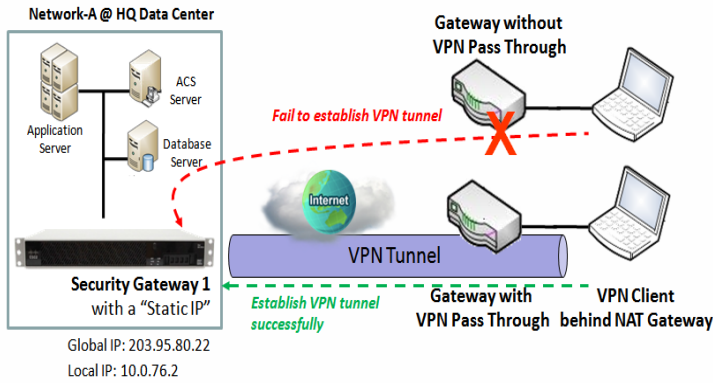 Network-A @ HQ Data Center
Gateway without
VPN Pass Through
ACS
Server
Application
Server
Database
Server
Fail to establish VPN tunnel
X
Internet
VPN Tunnel
Security Gateway 1
with a “Static IP”
Establish VPN tunnel
successfully
Gateway with
VPN Pass Through
VPN Client
behind NAT Gateway
Global IP: 203.95.80.22
Local IP: 10.0.76.2